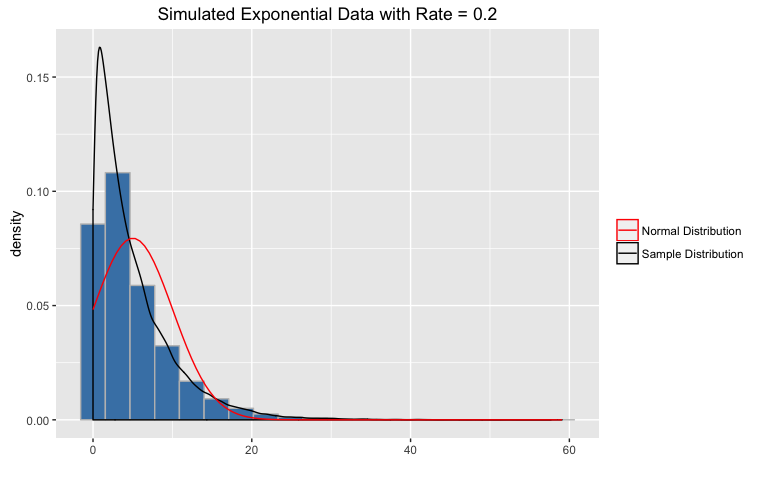 Simulated Exponential Data with Rate = 0.2
density
0.15
0.10
0.05
0.00
0 20 40 60
Normal Distribution
Sample Distribution